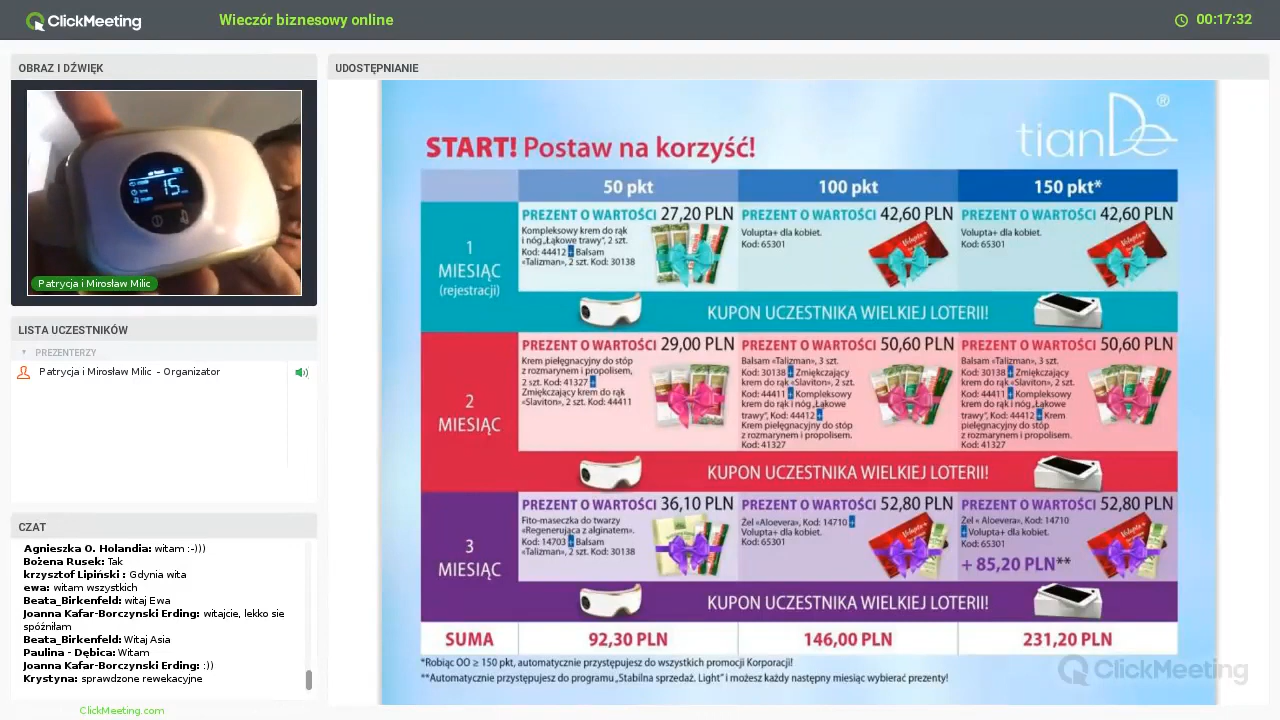 ClickMeeting
Wieczór biznesowy online
00:17:32
OBRAZ I DŹWIĘK
15
Patrycja i Mirosław Milic
LISTA UCZESTNIKÓW
PREZENTERZY
Patrycja i Mirosław Milic - Organizator
CZAT
Agnieszka O. Holandia: witam :-)))
Bożena Rusek: Tak
krzysztof Lipiński : Gdynia wita
ewa: witam wszystkich
Beata_Birkenfeld: witaj Ewa
Joanna Kafar-Borczynski Erding: witajcie, lekko sie
spóźniłam
Beata_Birkenfeld: Witaj Asia
Paulina - Dębica: Witam
Joanna Kafar-Borczynski Erding: :))
Krystyna: sprawdzone rewekacyjne
ClickMeeting.com
UDOSTĘPNIANIE
tianDe®
START! Postaw na korzyść!
50 pkt
100 pkt
150 pkt*
1
MIESIĄC
(rejestracji)
PREZENT O WARTOŚCI 27,20 PLN
Kompleksowy krem do rąk
i nóg „Łąkowe trawy”, 2 szt.
Kod: 44412 + Balsam
«Talizman», 2 szt. Kod: 30138
PREZENT O WARTOŚCI 42,60 PLN
Volupta+ dla kobiet.
Kod: 65301
PREZENT O WARTOŚCI 42,60 PLN
Volupta+ dla kobiet.
Kod: 65301
KUPON UCZESTNIKA WIELKIEJ LOTERII!
2
MIESIĄC
PREZENT O WARTOŚCI 29,00 PLN
Krem pielęgnacyjny do stóp
z rozmarynem i propolisem,
2 szt. Kod: 41327 +
Zmiękczający krem do rąk
«Slaviton», 2 szt. Kod: 44411
PREZENT O WARTOŚCI 50,60 PLN
Balsam «Talizman», 3 szt.
Kod: 30138 + Zmiękczający
krem do rąk «Slaviton», 2 szt.
Kod: 44411 + Kompleksowy
krem do rąk i nóg „Łąkowe
trawy”, Kod: 44412 +
Krem pielęgnacyjny do stóp
z rozmarynem i propolisem.
Kod: 41327
PREZENT O WARTOŚCI 50,60 PLN
Balsam «Talizman», 3 szt.
Kod: 30138 + Zmiękczający
krem do rąk «Slaviton», 2 szt.
Kod: 44411 + Kompleksowy
krem do rąk i nóg „Łąkowe
trawy”, Kod: 44412 + Krem
pielęgnacyjny do stóp
z rozmarynem i propolisem.
Kod: 41327
KUPON UCZESTNIKA WIELKIEJ LOTERII!
3
MIESIĄC
PREZENT O WARTOŚCI 36,10 PLN
Fito-maseczka do twarzy
«Regenerująca z alginatem».
Kod: 14703 + Balsam
«Talizman», 2 szt. Kod: 30138
PREZENT O WARTOŚCI 52,80 PLN
Żel «Aloevera», Kod: 14710 +
Volupta+ dla kobiet.
Kod: 65301
PREZENT O WARTOŚCI 52,80 PLN
Żel « Aloevera», Kod: 14710
+ Volupta+ dla kobiet.
Kod: 65301
+ 85,20 PLN**
KUPON UCZESTNIKA WIELKIEJ LOTERII!
SUMA
92,30 PLN
146,00 PLN
231,20 PLN
*Robiąc OO ≥ 150 pkt, automatycznie przystępujesz do wszystkich promocji Korporacji!
**Automatycznie przystępujesz do programu „Stabilna sprzedaż. Light” i możesz każdy następny miesiąc wybierać prezenty!
ClickMeeting